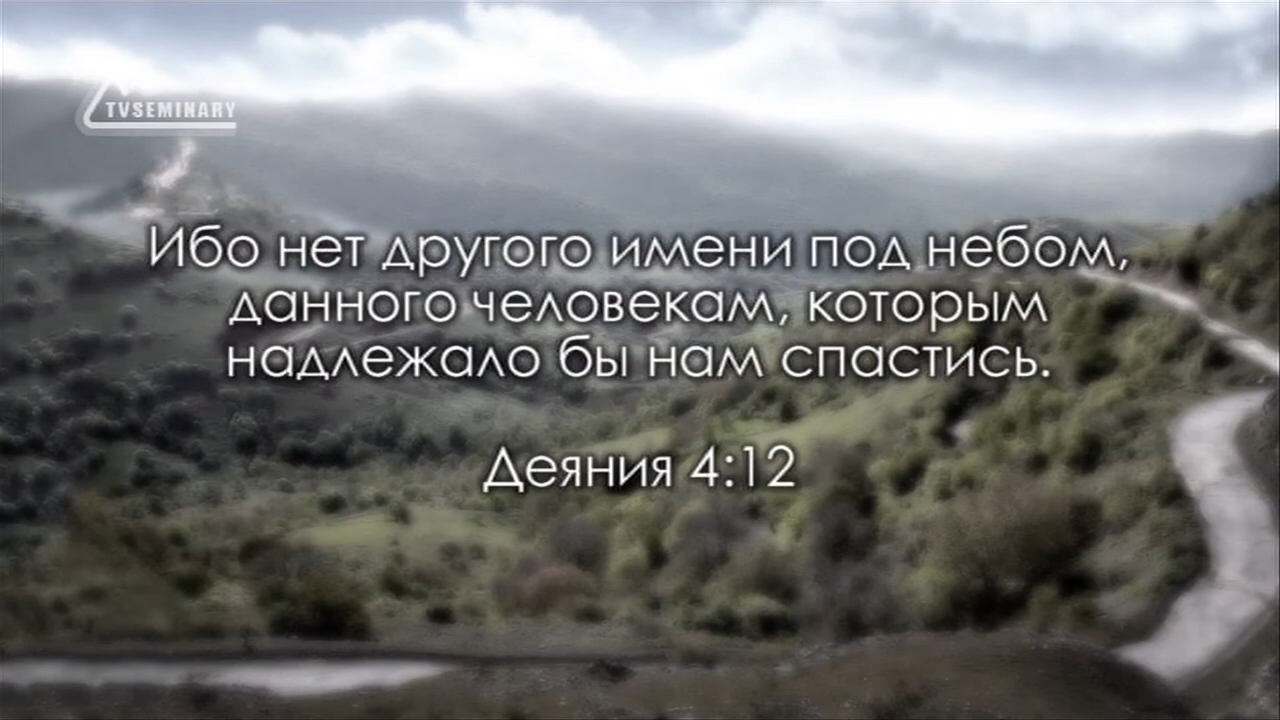 TVSEMINARY
Ибо нет другого имени под небом,
данного человекам, которым
надлежало бы нам спастись.
Деяния 4:12